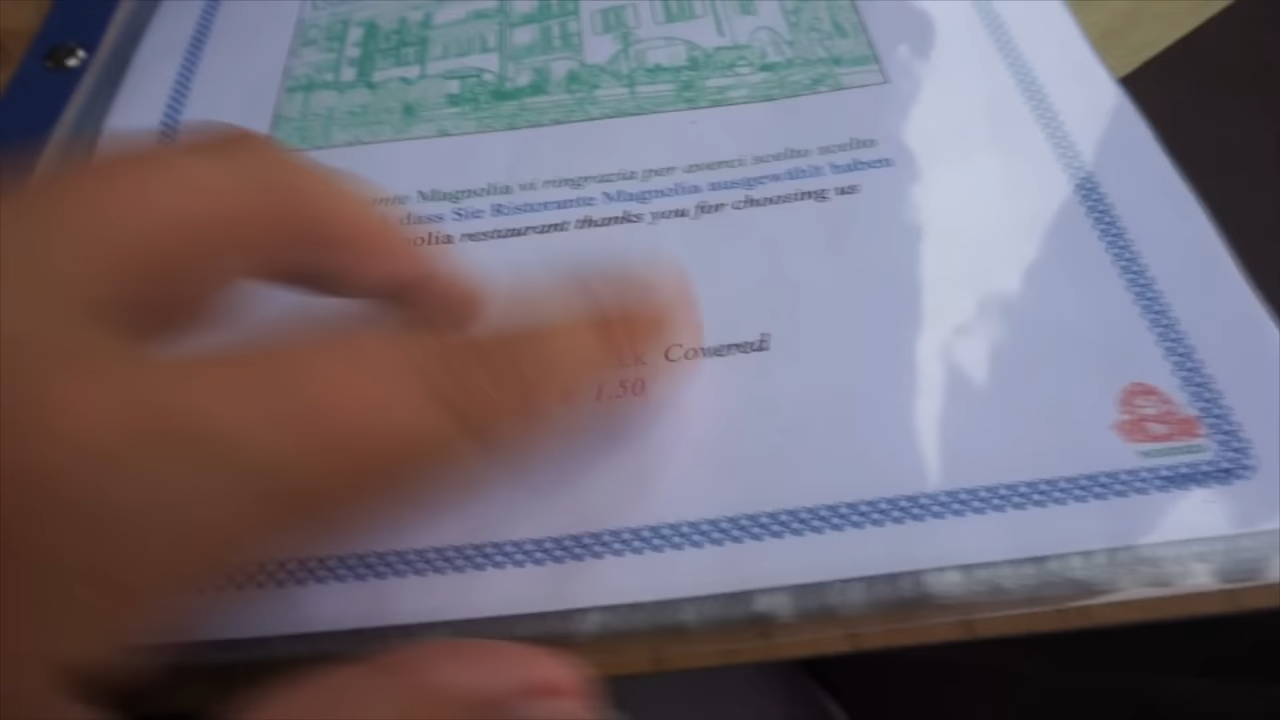 Magnolia vi ringrazia per averci scelto scelto
dass Sie Ristorante Magnolia ausgewählt haben
restaurant thanks you for choosing us
Covered
1.50